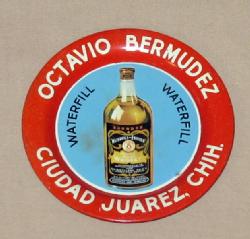 OCTAVIO BERMUDEZ
WATERFILL
WATERFILL
CIUDAD JUAREZ, CHIH.